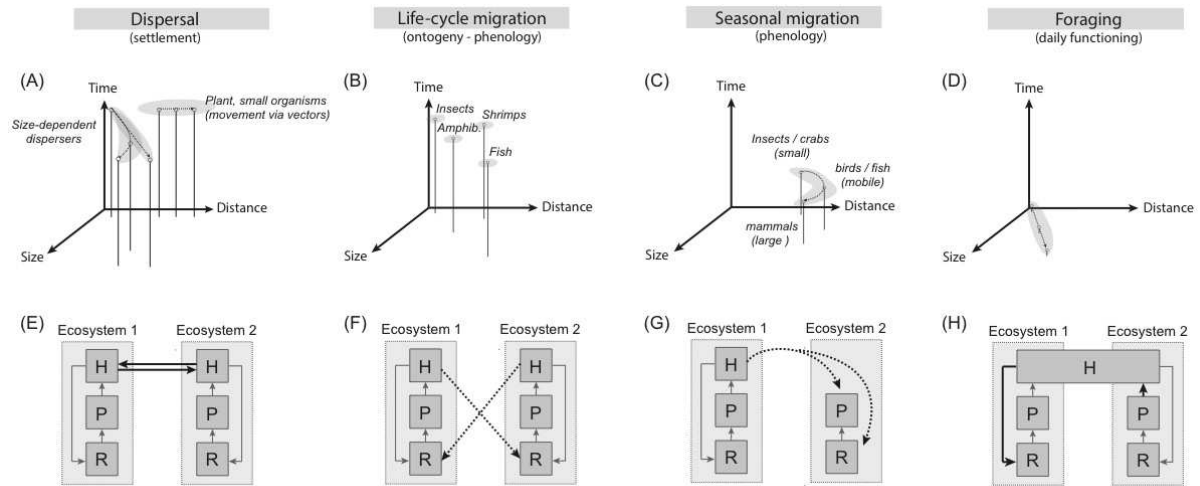 Dispersal
(settlement)
Life-cycle migration
(ontogeny - phenology)
Seasonal migration
(phenology)
Foraging
(daily functioning)
(A)
Time
Plant, small organisms
(movement via vectors)
Size-dependent
dispersers
Distance
Size
(B)
Time
Insects
Shrimps
Amphib.
Fish
Distance
Size
(C)
Time
Insects / crabs
(small)
birds / fish
(mobile)
Distance
mammals
(large )
Size
(D)
Time
Distance
Size
(E)
Ecosystem 1
Ecosystem 2
H
H
P
P
R
R
(F)
Ecosystem 1
Ecosystem 2
H
H
P
P
R
R
(G)
Ecosystem 1
Ecosystem 2
H
P
P
R
R
(H)
Ecosystem 1
Ecosystem 2
H
P
P
R
R